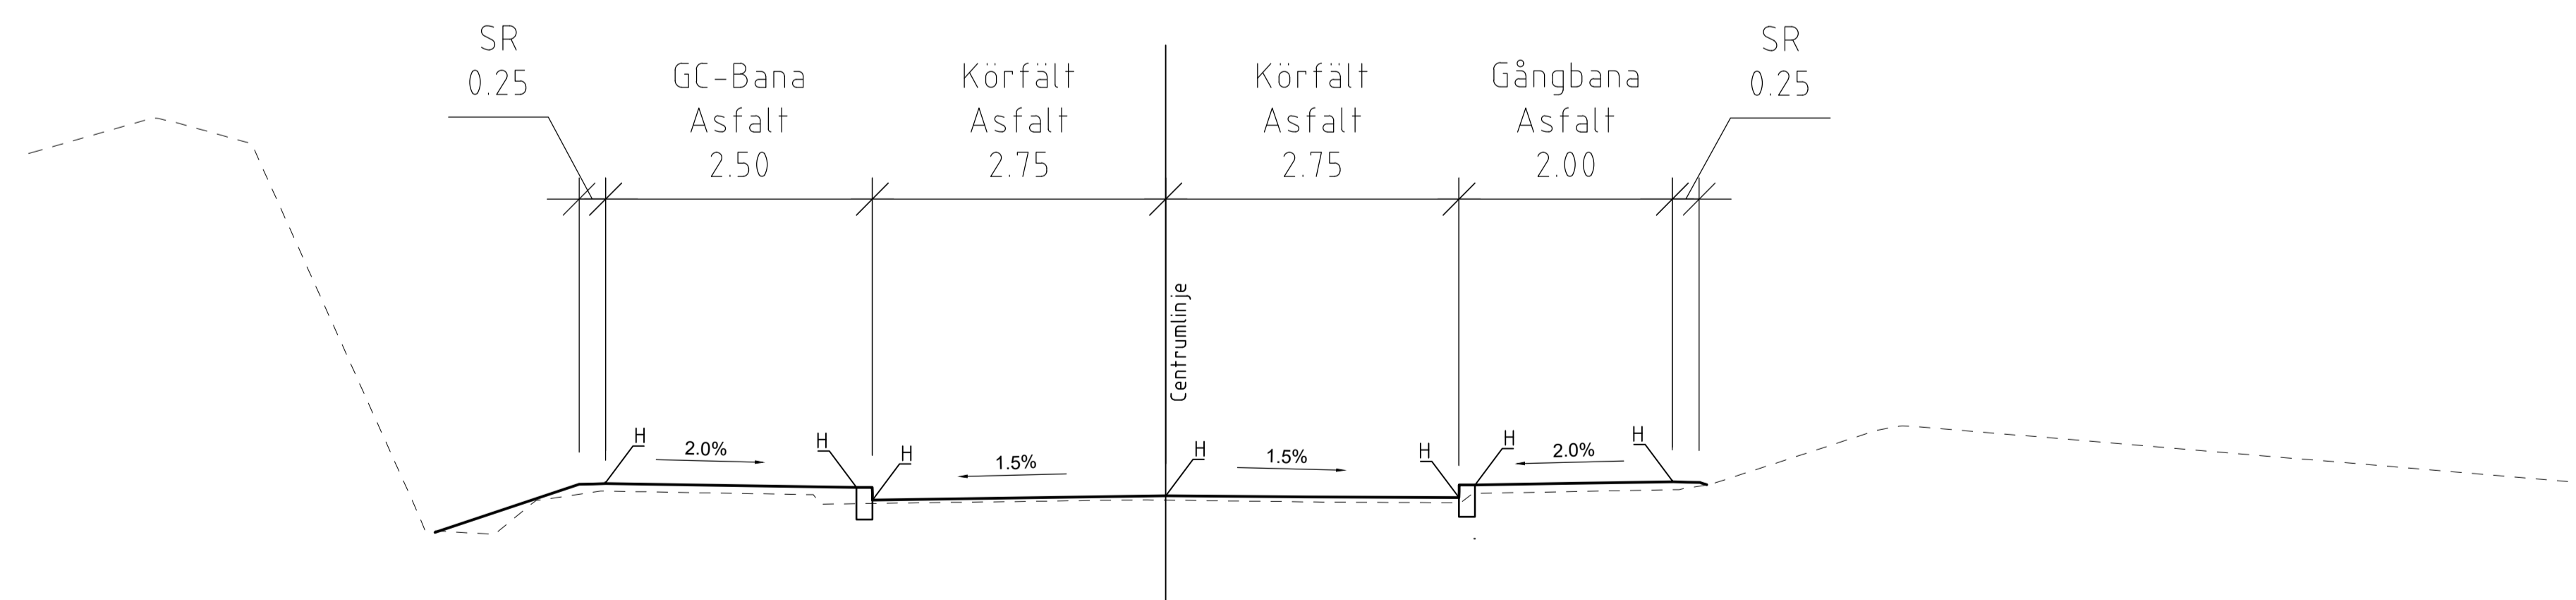 SR
0.25
GC-Bana
Asfalt
2.50
Körfält
Asfalt
2.75
Körfält
Asfalt
2.75
Gångbana
Asfalt
2.00
SR
0.25
Centrumlinje
H
2.0%
H
H
1.5%
H
1.5%
H
H
2.0%
H